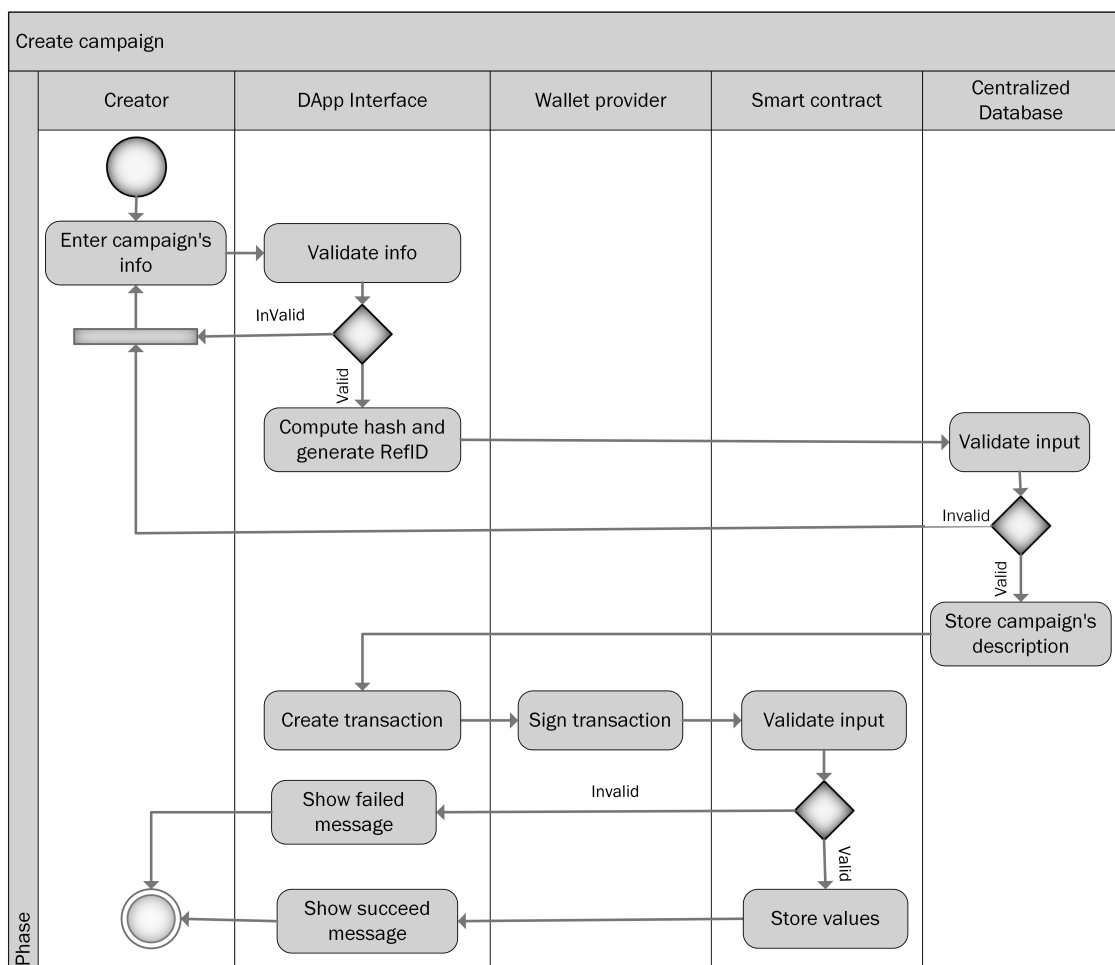 Create campaign
Creator
DApp Interface
Wallet provider
Smart contract
Centralized
Database
Enter campaign's
info
Validate info
InValid
Valid
Compute hash and
generate RefID
Validate input
Invalid
Valid
Store campaign's
description
Create transaction
Sign transaction
Validate input
Invalid
Show failed
message
Valid
Show succeed
message
Store values
Phase